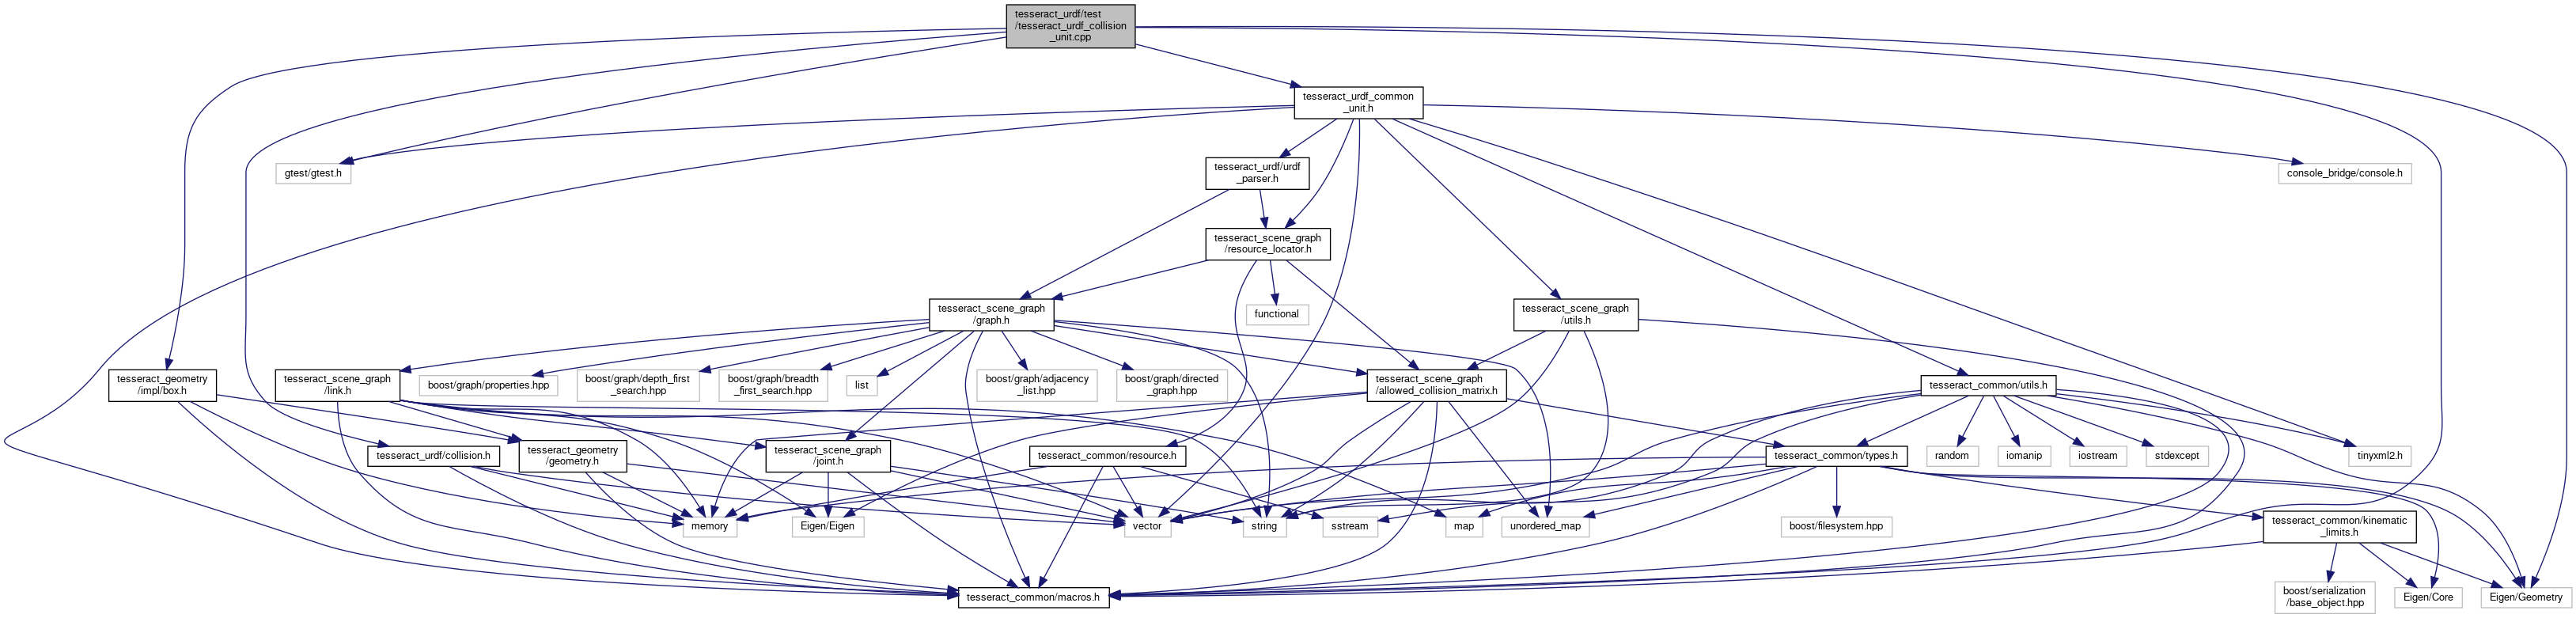 tesseract_urdf/test
/tesseract_urdf_collision
_unit.cpp
tesseract_urdf_common
_unit.h
gtest/gtest.h
tesseract_urdf/urdf
_parser.h
console_bridge/console.h
tesseract_scene_graph
/resource_locator.h
tesseract_scene_graph
/graph.h
functional
tesseract_scene_graph
/utils.h
tesseract_geometry
/impl/box.h
tesseract_scene_graph
/link.h
boost/graph/properties.hpp
boost/graph/depth_first
_search.hpp
boost/graph/breadth
_first_search.hpp
list
boost/graph/adjacency
_list.hpp
boost/graph/directed
_graph.hpp
tesseract_scene_graph
/allowed_collision_matrix.h
tesseract_common/utils.h
tesseract_urdf/collision.h
tesseract_geometry
/geometry.h
tesseract_scene_graph
/joint.h
tesseract_common/resource.h
tesseract_common/types.h
random
iomanip
iostream
stdexcept
tinyxml2.h
memory
Eigen/Eigen
vector
string
sstream
map
unordered_map
boost/filesystem.hpp
tesseract_common/kinematic
_limits.h
tesseract_common/macros.h
boost/serialization
/base_object.hpp
Eigen/Core
Eigen/Geometry